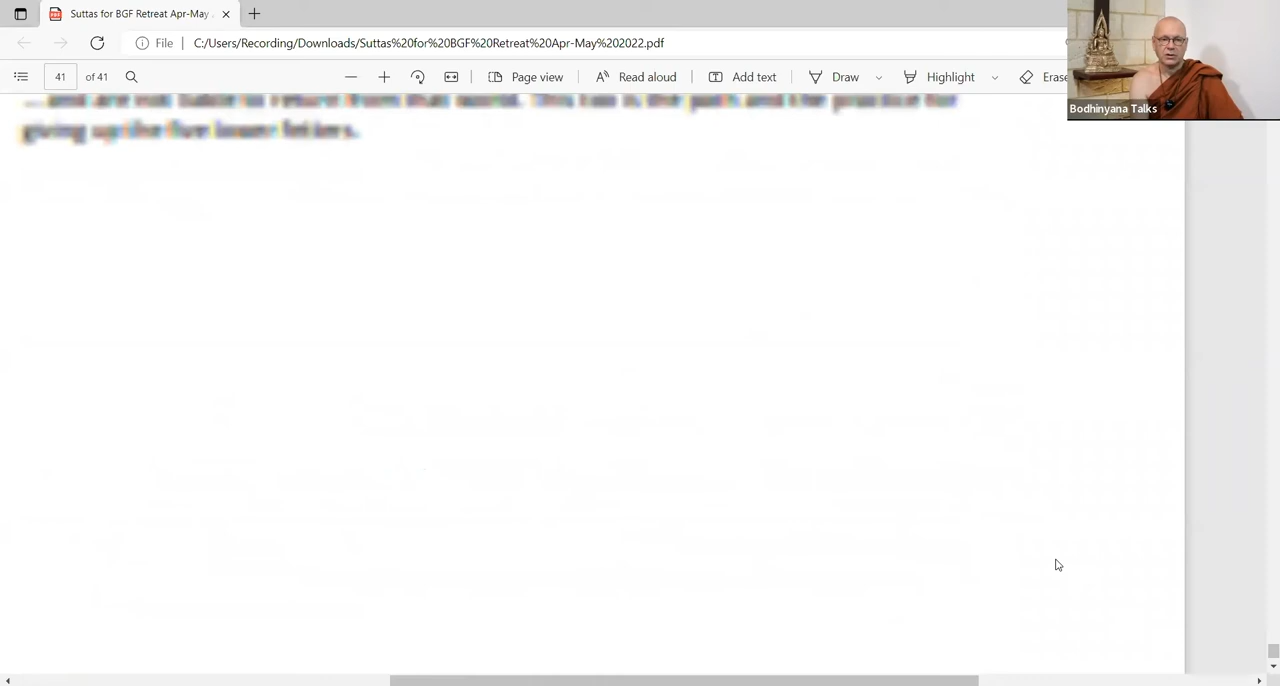 Suttas for BGF Retreat Apr-May
File C:/Users/Recording/Downloads/Suttas%20for%20BGF%20Retreat%20Apr-May%202022.pdf
41 of 41 Page view Read aloud Add text Draw Highlight Erase
Bodhinyana Talks
...and are not liable to return from that world. This too is the path and the practice for
giving up the five lower fetters.